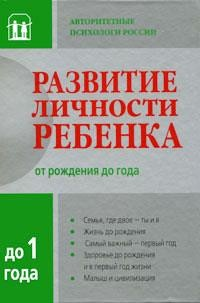 АВТОРИТЕТНЫЕ
ПСИХОЛОГИ РОССИИ
РАЗВИТИЕ
ЛИЧНОСТИ
РЕБЕНКА
от рождения до года
до 1
года
• Семья, где двое – ты и я
• Жизнь до рождения
• Самый важный – первый год
• Здоровье до рождения
и в первый год жизни
• Малыш и цивилизация